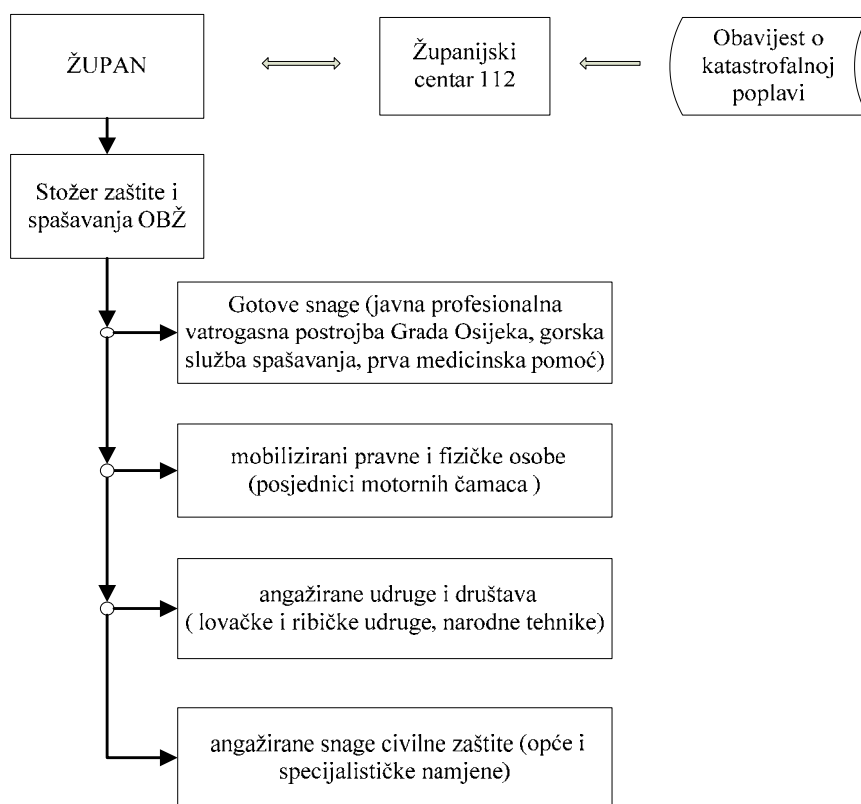 ŽUPAN
Županijski
centar 112
Obavijest o
katastrofalnoj
poplavi
Stožer zaštite i
spašavanja OBŽ
Gotove snage (javna profesionalna
vatrogasna postrojba Grada Osijeka, gorska
služba spašavanja, prva medicinska pomoć)
mobilizirani pravne i fizičke osobe
(posjednici motornih čamaca )
angažirane udruge i društava
( lovačke i ribičke udruge, narodne tehnike)
angažirane snage civilne zaštite (opće i
specijalističke namjene)